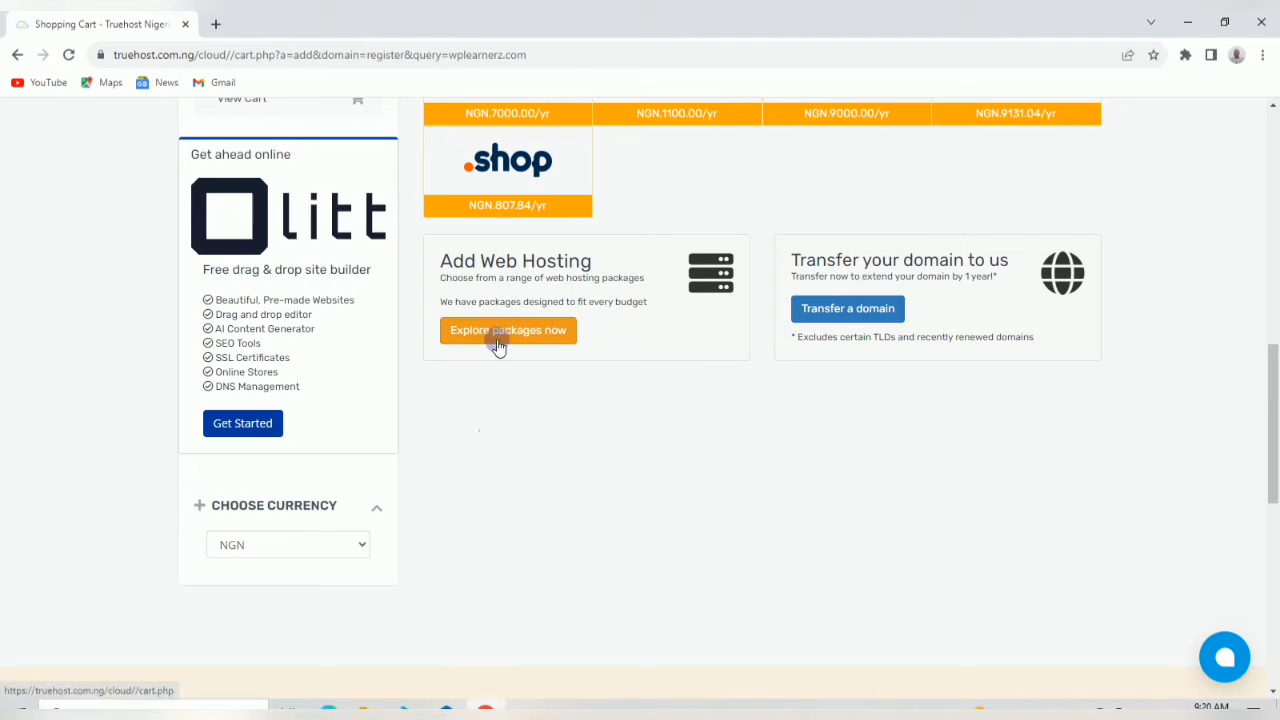 Shopping Cart - Truehost Nigeri
truehost.com.ng/cloud//cart.php?a=add&domain=register&query=wplearnerz.com
YouTube
Maps
News
Gmail
View Cart
NGN.7000.00/yr
NGN.1100.00/yr
NGN.9000.00/yr
NGN.9131.04/yr
.shop
NGN.807.84/yr
Get ahead online
Olitt
Free drag & drop site builder
Beautiful, Pre-made Websites
Drag and drop editor
AI Content Generator
SEO Tools
SSL Certificates
Online Stores
DNS Management
Get Started
Add Web Hosting
Choose from a range of web hosting packages
We have packages designed to fit every budget
Explore packages now
Transfer your domain to us
Transfer now to extend your domain by 1 year!*
Transfer a domain
* Excludes certain TLDs and recently renewed domains
CHOOSE CURRENCY
NGN
https://truehost.com.ng/cloud//cart.php
9:20 AM